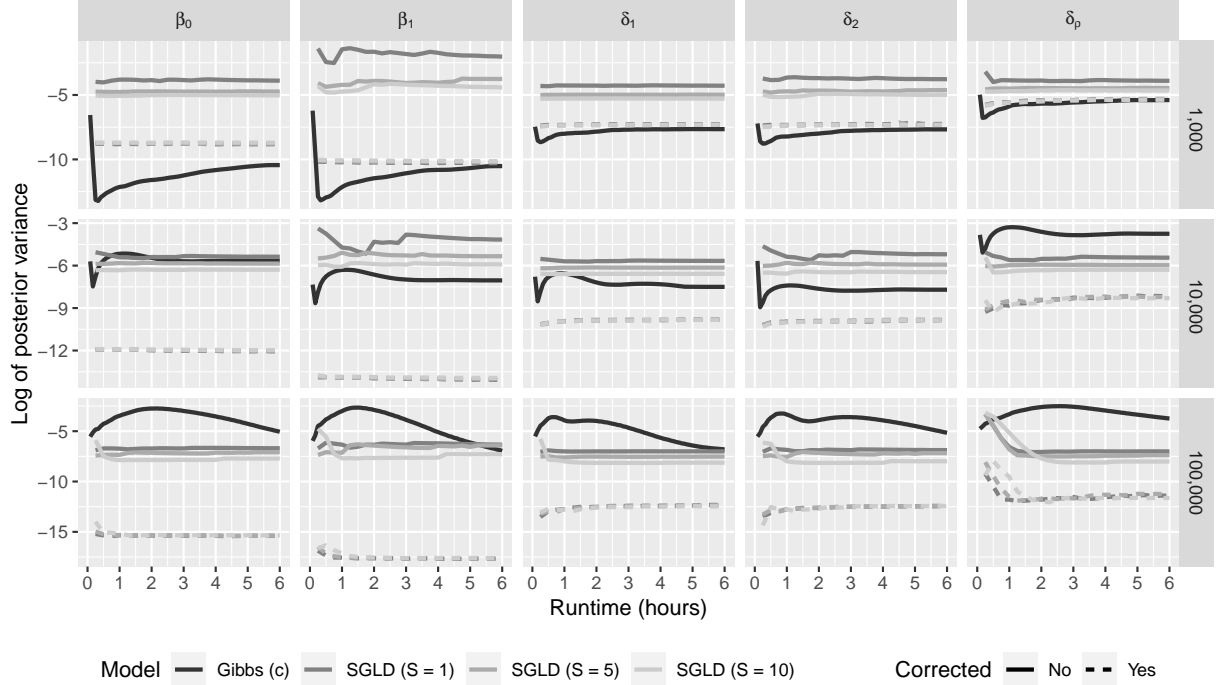 β₀ β₁ δ₁ δ₂ δρ
−5
−10
1,000
−3
−6
−9
−12
10,000
−5
−10
−15
100,000
Log of posterior variance
0 1 2 3 4 5 6 0 1 2 3 4 5 6 0 1 2 3 4 5 6 0 1 2 3 4 5 6 0 1 2 3 4 5 6
Runtime (hours)
Model Gibbs (c) SGLD (S = 1) SGLD (S = 5) SGLD (S = 10) Corrected No Yes